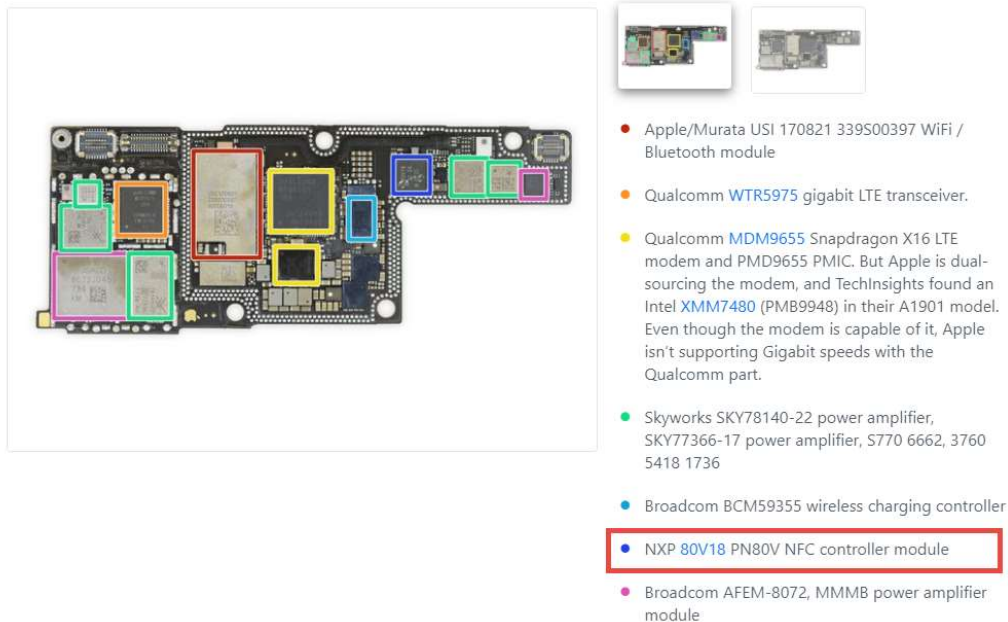 Apple/Murata USI 170821 339S00397 WiFi /
Bluetooth module
Qualcomm WTR5975 gigabit LTE transceiver.
Qualcomm MDM9655 Snapdragon X16 LTE
modem and PMD9655 PMIC. But Apple is dual-
sourcing the modem, and TechInsights found an
Intel XMM7480 (PMB9948) in their A1901 model.
Even though the modem is capable of it, Apple
isn't supporting Gigabit speeds with the
Qualcomm part.
Skyworks SKY78140-22 power amplifier,
SKY77366-17 power amplifier, S770 6662, 3760
5418 1736
Broadcom BCM59355 wireless charging controller
NXP 80V18 PN80V NFC controller module
Broadcom AFEM-8072, MMMB power amplifier
module